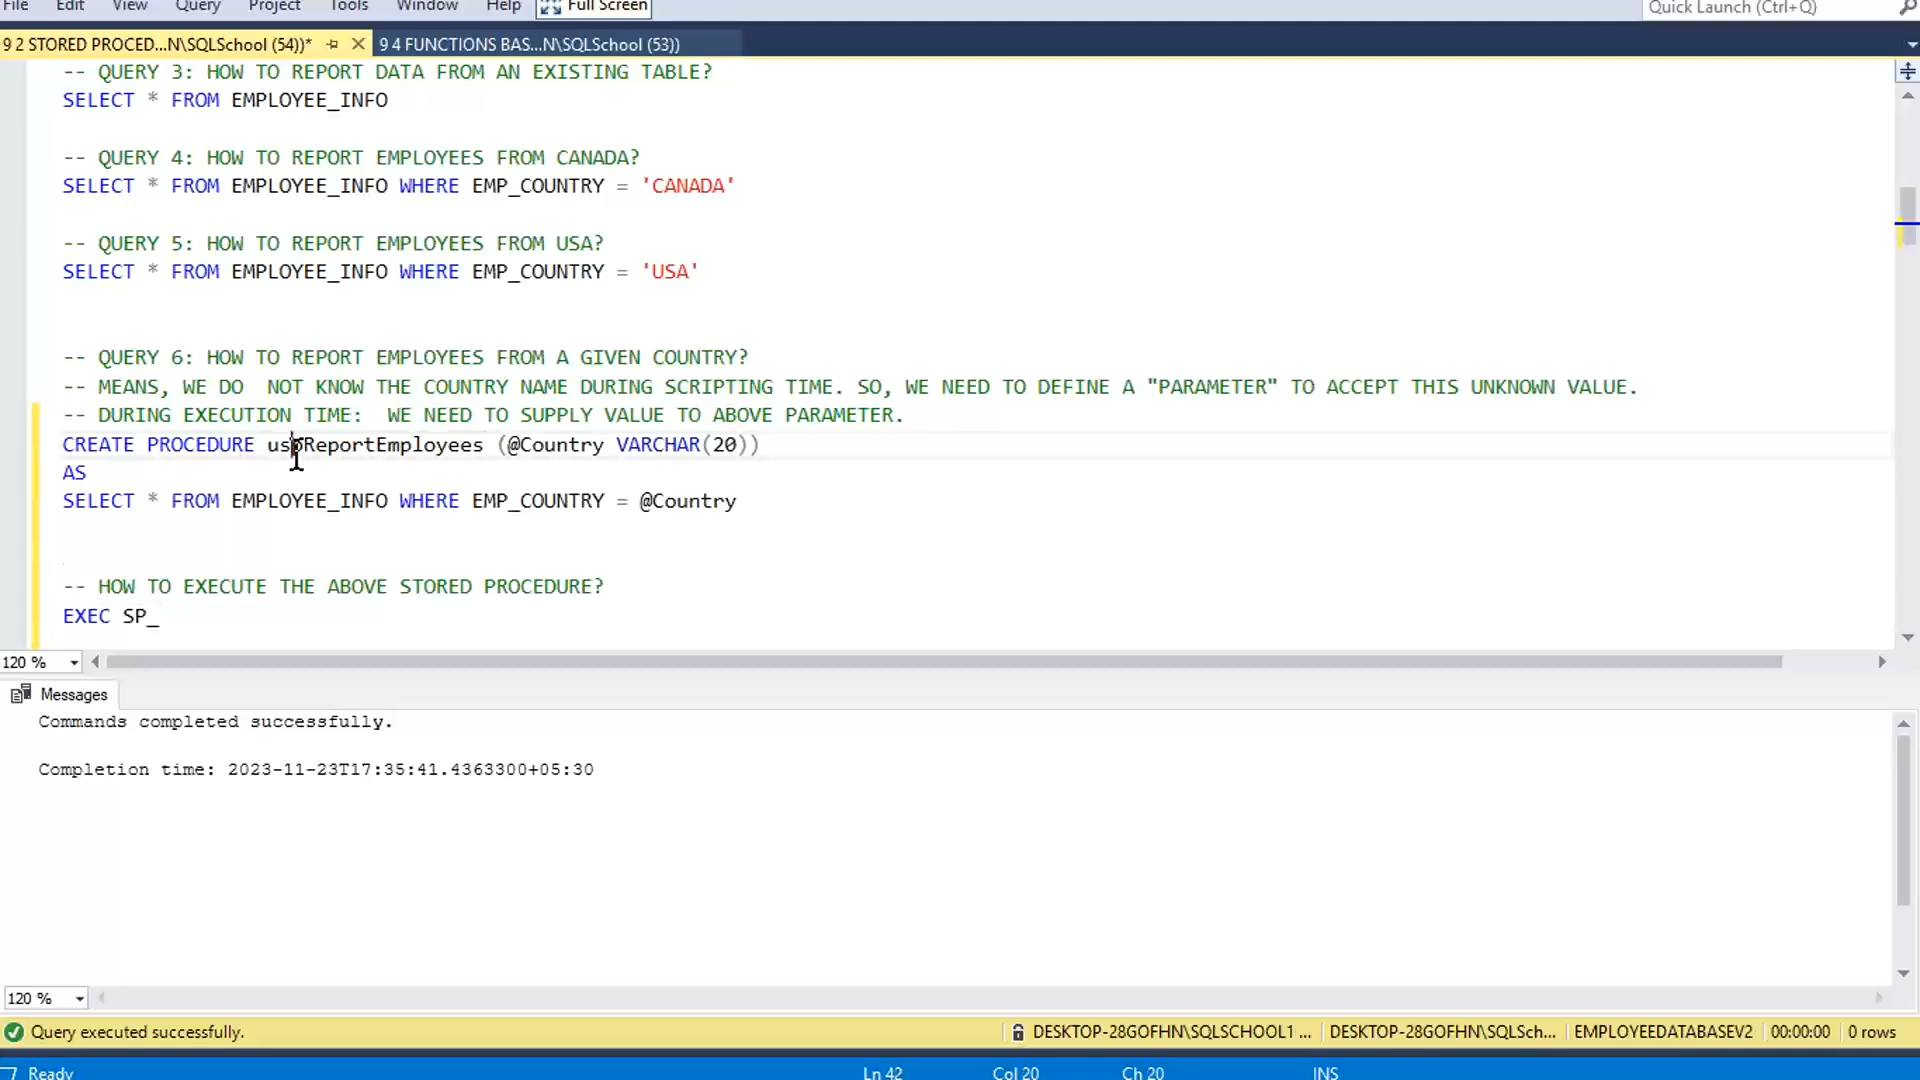 File Edit View Query Project Tools Window Help Full Screen Quick Launch (Ctrl+Q)
9 2 STORED PROCED...N\SQLSchool (54))* 9 4 FUNCTIONS BAS...N\SQLSchool (53))
-- QUERY 3: HOW TO REPORT DATA FROM AN EXISTING TABLE?
SELECT * FROM EMPLOYEE_INFO
-- QUERY 4: HOW TO REPORT EMPLOYEES FROM CANADA?
SELECT * FROM EMPLOYEE_INFO WHERE EMP_COUNTRY = 'CANADA'
-- QUERY 5: HOW TO REPORT EMPLOYEES FROM USA?
SELECT * FROM EMPLOYEE_INFO WHERE EMP_COUNTRY = 'USA'
-- QUERY 6: HOW TO REPORT EMPLOYEES FROM A GIVEN COUNTRY?
-- MEANS, WE DO  NOT KNOW THE COUNTRY NAME DURING SCRIPTING TIME. SO, WE NEED TO DEFINE A "PARAMETER" TO ACCEPT THIS UNKNOWN VALUE.
-- DURING EXECUTION TIME:  WE NEED TO SUPPLY VALUE TO ABOVE PARAMETER.
CREATE PROCEDURE uspReportEmployees (@Country VARCHAR(20))
AS
SELECT * FROM EMPLOYEE_INFO WHERE EMP_COUNTRY = @Country
-- HOW TO EXECUTE THE ABOVE STORED PROCEDURE?
EXEC SP_
120 %
Messages
Commands completed successfully.
Completion time: 2023-11-23T17:35:41.4363300+05:30
120 %
Query executed successfully. DESKTOP-28GOFHN\SQLSCHOOL1 ... DESKTOP-28GOFHN\SQLSch... EMPLOYEEDATABASEV2 00:00:00 0 rows
Ready Ln 42 Col 20 Ch 20 INS